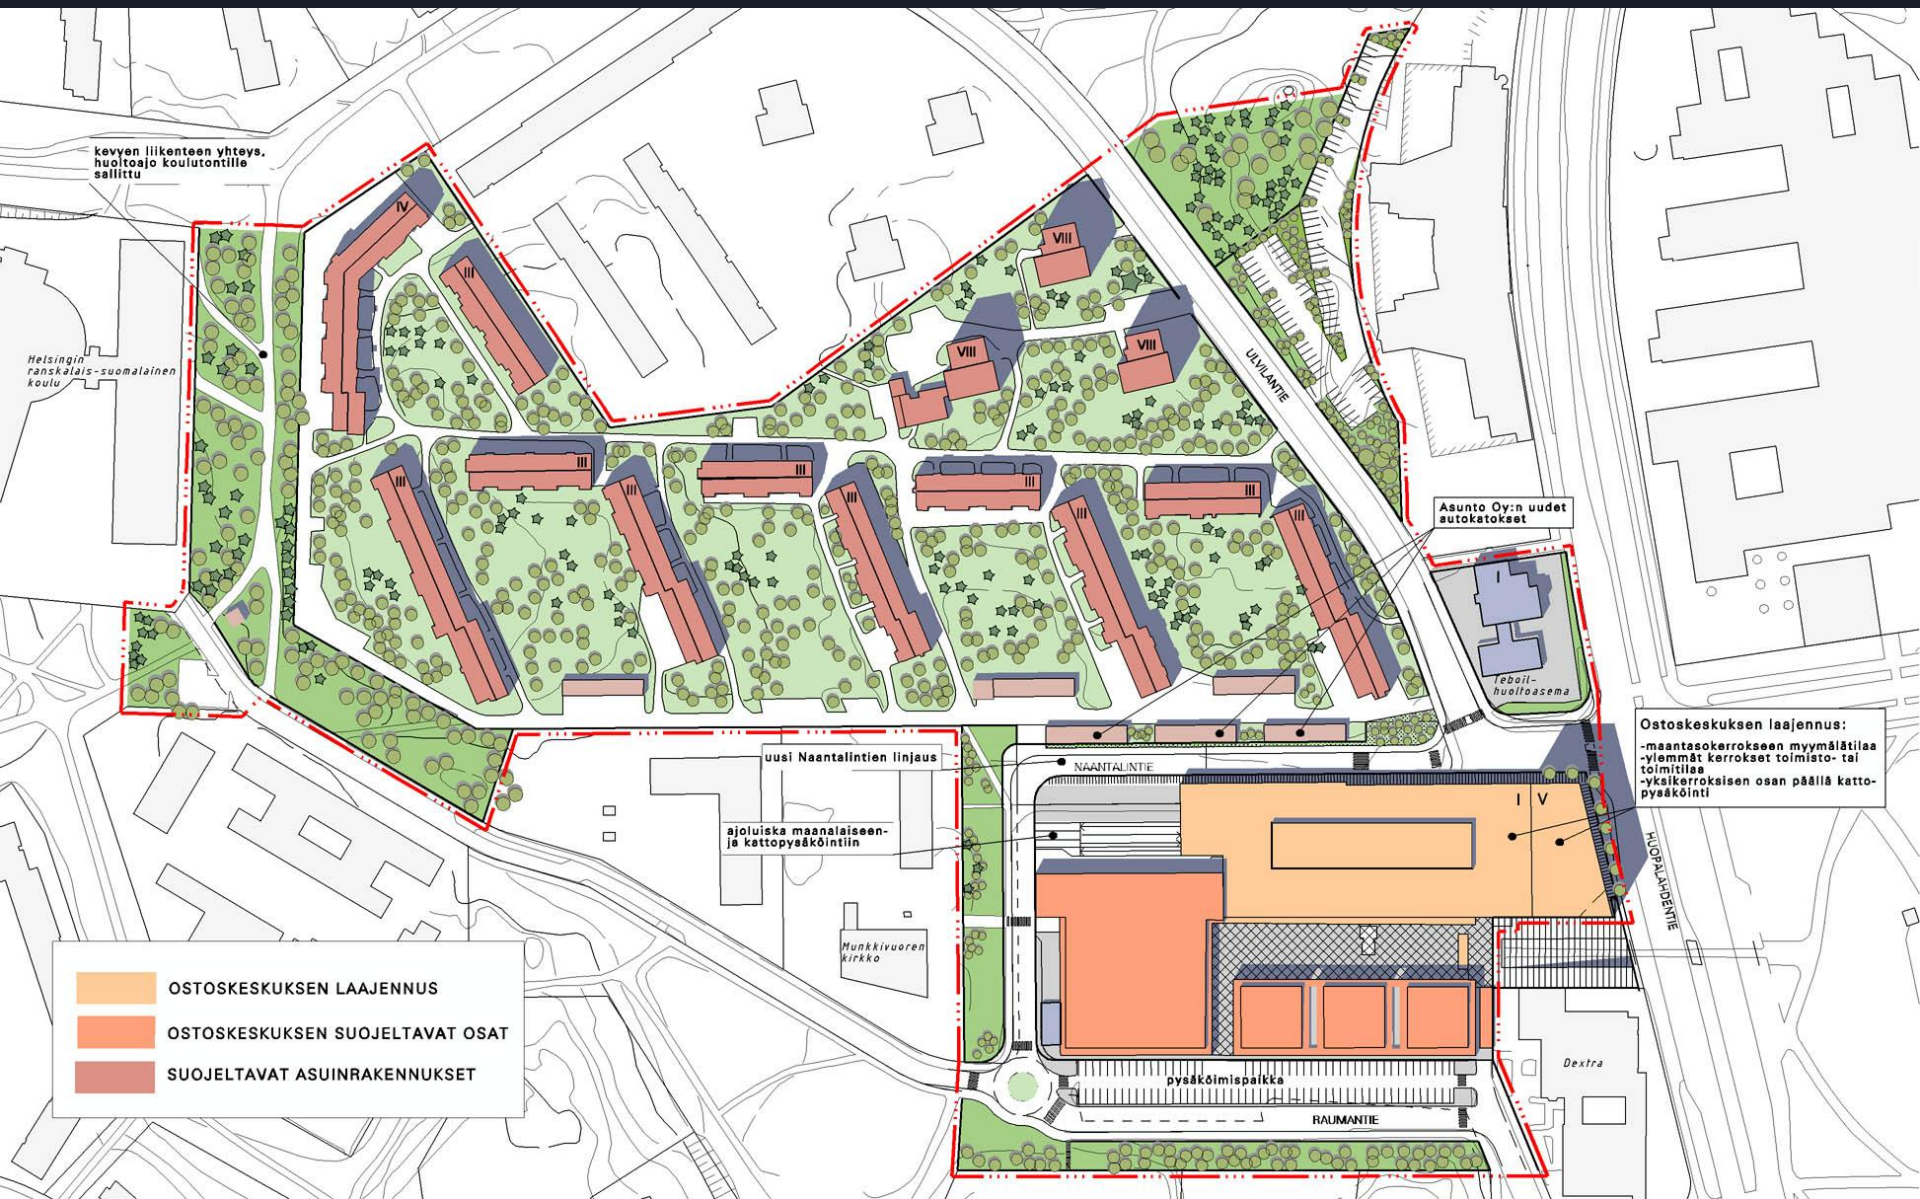 kevyen liikenteen yhteys,
huoltoajo koulutontille
sallittu
IV
III
VIII
VIII
VIII
Helsingin
ranskalais-suomalainen
koulu
ULVILANTIE
III
III
III
III
III
III
III
III
III
Asunto Oy:n uudet
autokatokset
I
Teboil-
huoltoasema
Ostoskeskuksen laajennus:
-maantasokerrokseen myymälätilaa
-ylemmät kerrokset toimisto- tai
toimitilaa
-yksikerroksisen osan päällä katto-
pysäköinti
uusi Naantalintien linjaus
NAANTALINTIE
I V
ajoluiska maanalaiseen-
ja kattopysäköintiin
HUOPALAHDENTIE
Munkkivuoren
kirkko
OSTOSKESKUKSEN LAAJENNUS
OSTOSKESKUKSEN SUOJELTAVAT OSAT
SUOJELTAVAT ASUINRAKENNUKSET
Dextra
pysäköimispaikka
RAUMANTIE